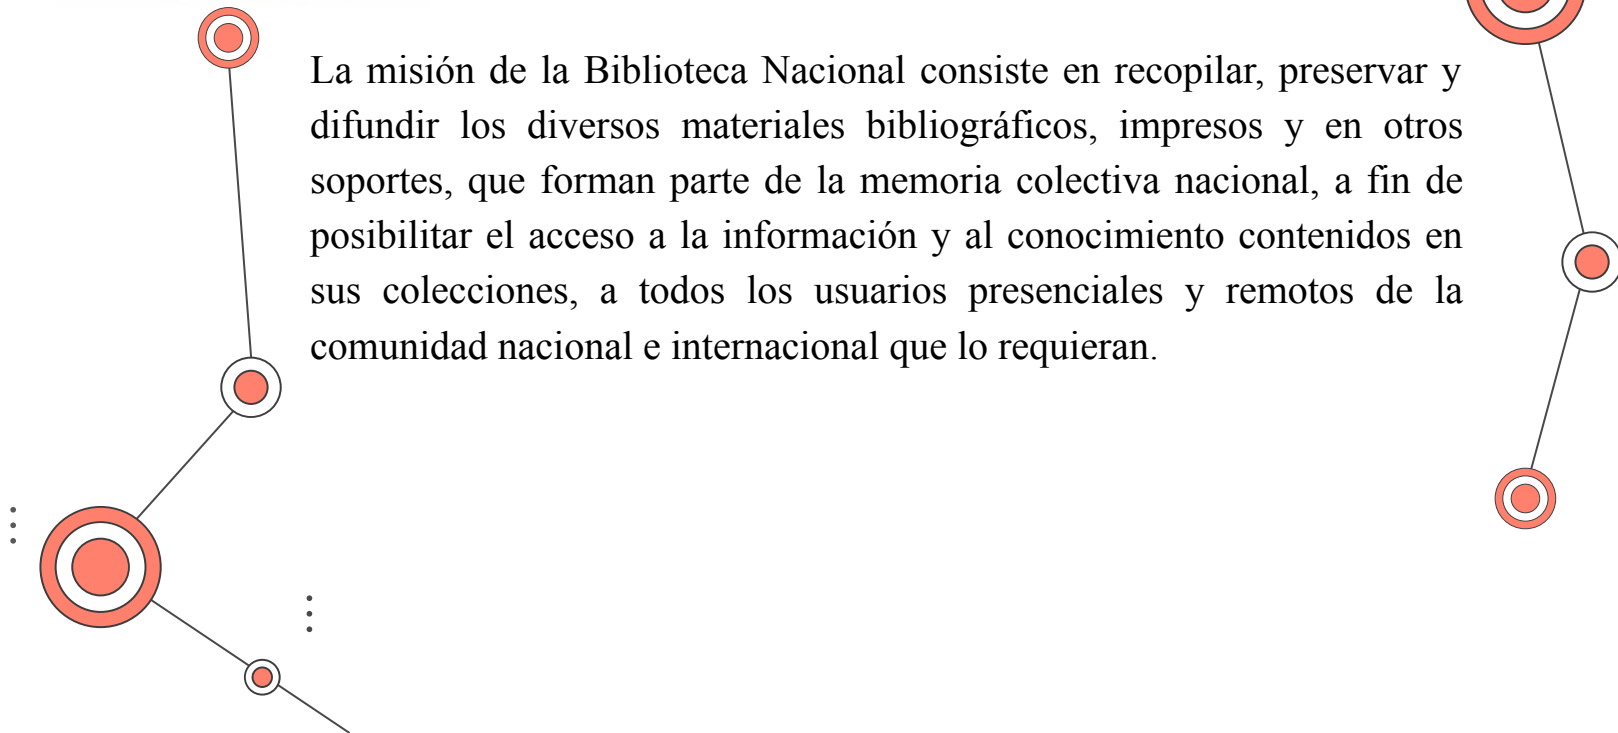 La misión de la Biblioteca Nacional consiste en recopilar, preservar y
difundir los diversos materiales bibliográficos, impresos y en otros
soportes, que forman parte de la memoria colectiva nacional, a fin de
posibilitar el acceso a la información y al conocimiento contenidos en
sus colecciones, a todos los usuarios presenciales y remotos de la
comunidad nacional e internacional que lo requieran.